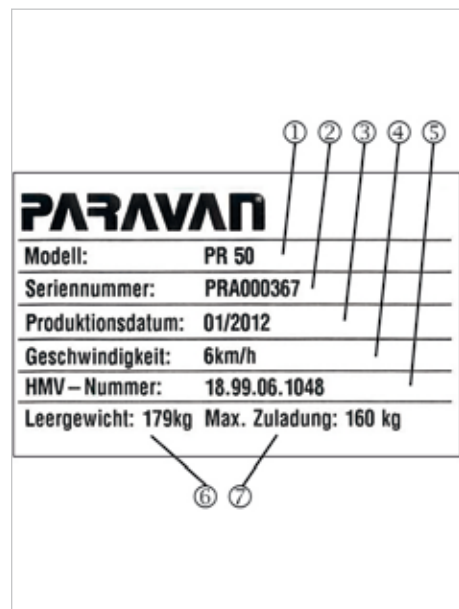 ① ② ③ ④ ⑤
PARAVAN
Modell: PR 50
Seriennummer: PRA000367
Produktionsdatum: 01/2012
Geschwindigkeit: 6km/h
HMV–Nummer: 18.99.06.1048
Leergewicht: 179kg Max. Zuladung: 160 kg
⑥ ⑦